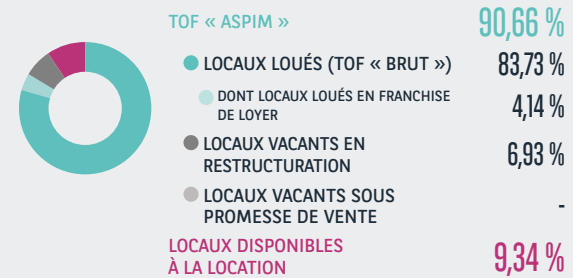 TOF « ASPIM » 90,66 %
LOCAUX LOUÉS (TOF « BRUT ») 83,73 %
DONT LOCAUX LOUÉS EN FRANCHISE
DE LOYER 4,14 %
LOCAUX VACANTS EN
RESTRUCTURATION 6,93 %
LOCAUX VACANTS SOUS
PROMESSE DE VENTE -
LOCAUX DISPONIBLES
À LA LOCATION 9,34 %